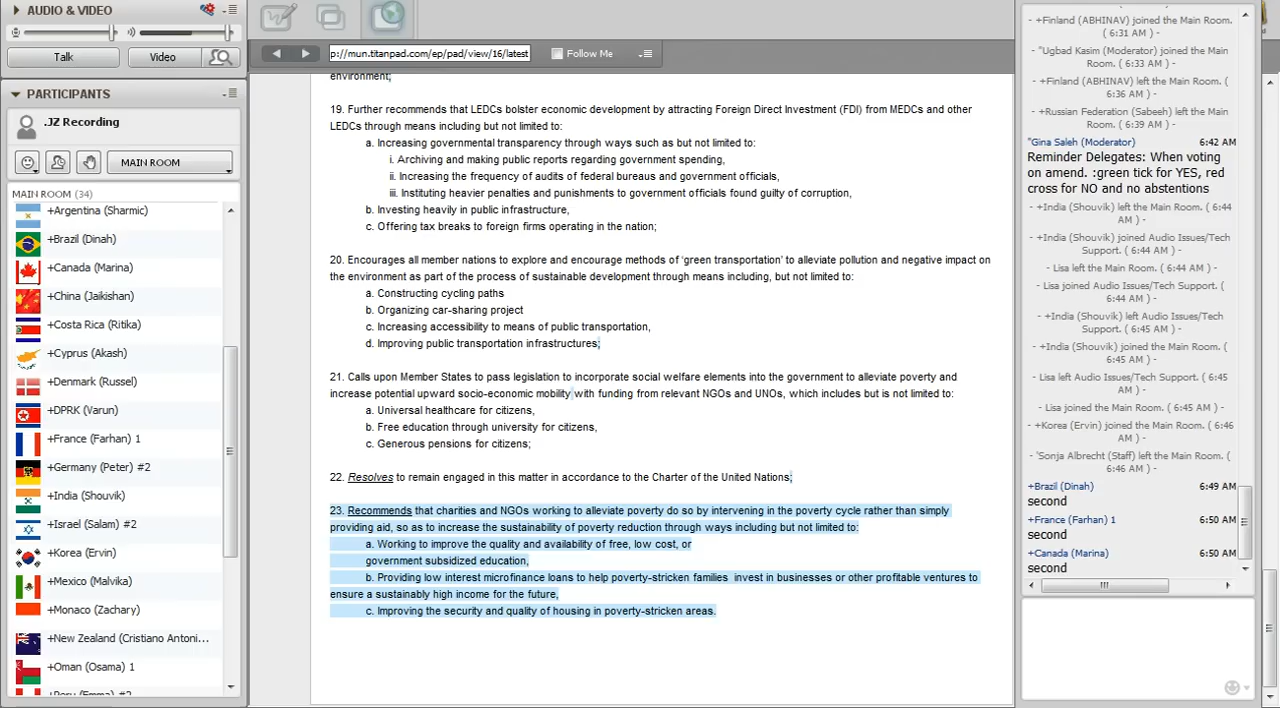 AUDIO & VIDEO
Talk
Video
PARTICIPANTS
.JZ Recording
MAIN ROOM
MAIN ROOM (34)
+Argentina (Sharmic)
+Brazil (Dinah)
+Canada (Marina)
+China (Jaikishan)
+Costa Rica (Ritika)
+Cyprus (Akash)
+Denmark (Russel)
+DPRK (Varun)
+France (Farhan) 1
+Germany (Peter) #2
+India (Shouvik)
+Israel (Salam) #2
+Korea (Ervin)
+Mexico (Malvika)
+Monaco (Zachary)
+New Zealand (Cristiano Antoni...
+Oman (Osama) 1
+Peru (Emma) #2
p://mun.titanpad.com/ep/pad/view/16/latest
Follow Me
environment;
19. Further recommends that LEDCs bolster economic development by attracting Foreign Direct Investment (FDI) from MEDCs and other
LEDCs through means including but not limited to:
a. Increasing governmental transparency through ways such as but not limited to:
i. Archiving and making public reports regarding government spending,
ii. Increasing the frequency of audits of federal bureaus and government officials,
iii. Instituting heavier penalties and punishments to government officials found guilty of corruption,
b. Investing heavily in public infrastructure,
c. Offering tax breaks to foreign firms operating in the nation;
20. Encourages all member nations to explore and encourage methods of 'green transportation' to alleviate pollution and negative impact on
the environment as part of the process of sustainable development through means including, but not limited to:
a. Constructing cycling paths
b. Organizing car-sharing project
c. Increasing accessibility to means of public transportation,
d. Improving public transportation infrastructures;
21. Calls upon Member States to pass legislation to incorporate social welfare elements into the government to alleviate poverty and
increase potential upward socio-economic mobility with funding from relevant NGOs and UNOs, which includes but is not limited to:
a. Universal healthcare for citizens,
b. Free education through university for citizens,
c. Generous pensions for citizens;
22. Resolves to remain engaged in this matter in accordance to the Charter of the United Nations;
23. Recommends that charities and NGOs working to alleviate poverty do so by intervening in the poverty cycle rather than simply
providing aid, so as to increase the sustainability of poverty reduction through ways including but not limited to:
a. Working to improve the quality and availability of free, low cost, or
government subsidized education,
b. Providing low interest microfinance loans to help poverty-stricken families invest in businesses or other profitable ventures to
ensure a sustainably high income for the future,
c. Improving the security and quality of housing in poverty-stricken areas.
- +Finland (ABHINAV) joined the Main Room.
( 6:31 AM ) -
- "Ugbad Kasim (Moderator) joined the Main
Room. ( 6:33 AM ) -
- +Finland (ABHINAV) left the Main Room. (
6:36 AM ) -
- +Russian Federation (Sabeeh) left the Main
Room. ( 6:39 AM ) -
"Gina Saleh (Moderator) 6:42 AM
Reminder Delegates: When voting
on amend. :green tick for YES, red
cross for NO and no abstentions
- +India (Shouvik) left the Main Room. ( 6:44
AM ) -
- +India (Shouvik) joined Audio Issues/Tech
Support. ( 6:44 AM ) -
- Lisa left the Main Room. ( 6:44 AM ) -
- Lisa joined Audio Issues/Tech Support. (
6:44 AM ) -
- +India (Shouvik) left Audio Issues/Tech
Support. ( 6:45 AM ) -
- +India (Shouvik) joined the Main Room. (
6:45 AM ) -
- Lisa left Audio Issues/Tech Support. ( 6:45
AM ) -
- Lisa joined the Main Room. ( 6:45 AM ) -
- +Korea (Ervin) joined the Main Room. ( 6:46
AM ) -
- 'Sonja Albrecht (Staff) left the Main Room. (
6:46 AM ) -
+Brazil (Dinah) 6:49 AM
second
+France (Farhan) 1 6:50 AM
second
+Canada (Marina) 6:50 AM
second